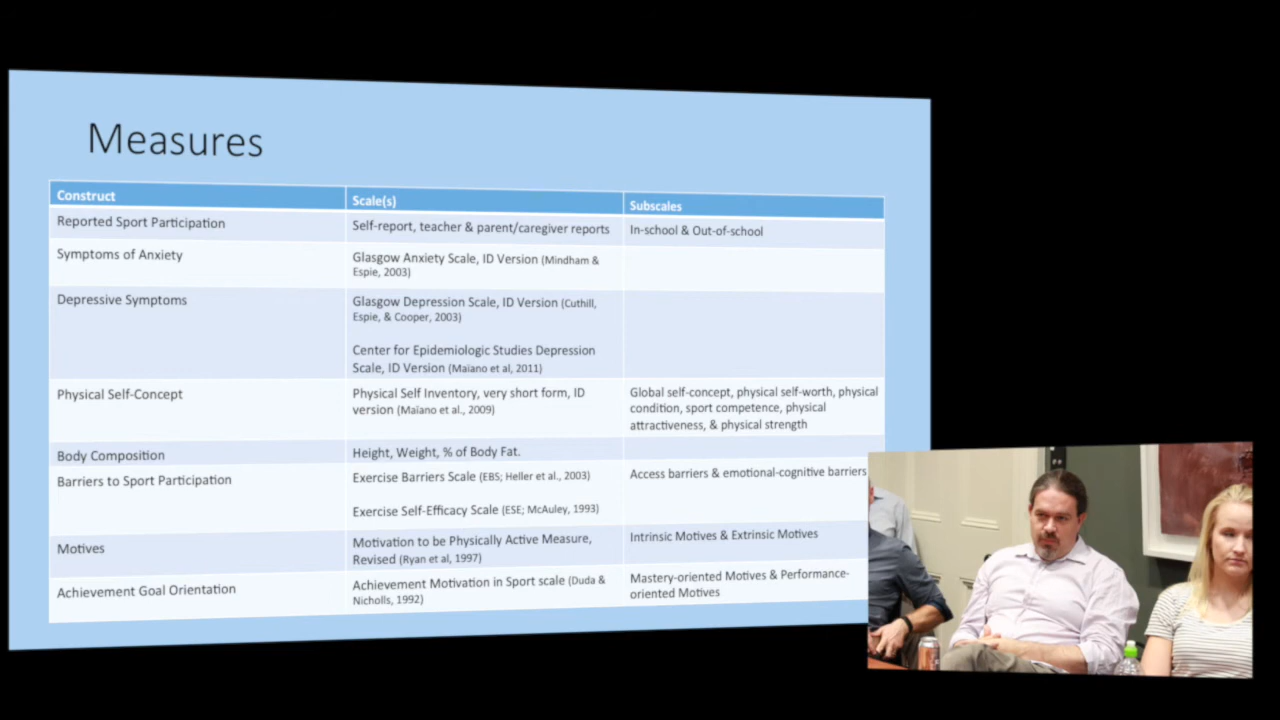 Measures
Construct
Scale(s)
Subscales
Reported Sport Participation
Self-report, teacher & parent/caregiver reports
In-school & Out-of-school
Symptoms of Anxiety
Glasgow Anxiety Scale, ID Version (Mindham &
Espie, 2003)
Depressive Symptoms
Glasgow Depression Scale, ID Version (Cuthill,
Espie, & Cooper, 2003)
Center for Epidemiologic Studies Depression
Scale, ID Version (Maïano et al, 2011)
Physical Self-Concept
Physical Self Inventory, very short form, ID
version (Maïano et al., 2009)
Global self-concept, physical self-worth, physical
condition, sport competence, physical
attractiveness, & physical strength
Body Composition
Height, Weight, % of Body Fat.
Barriers to Sport Participation
Exercise Barriers Scale (EBS; Heller et al., 2003)
Exercise Self-Efficacy Scale (ESE; McAuley, 1993)
Access barriers & emotional-cognitive barriers
Motives
Motivation to be Physically Active Measure,
Revised (Ryan et al, 1997)
Intrinsic Motives & Extrinsic Motives
Achievement Goal Orientation
Achievement Motivation in Sport scale (Duda &
Nicholls, 1992)
Mastery-oriented Motives & Performance-
oriented Motives